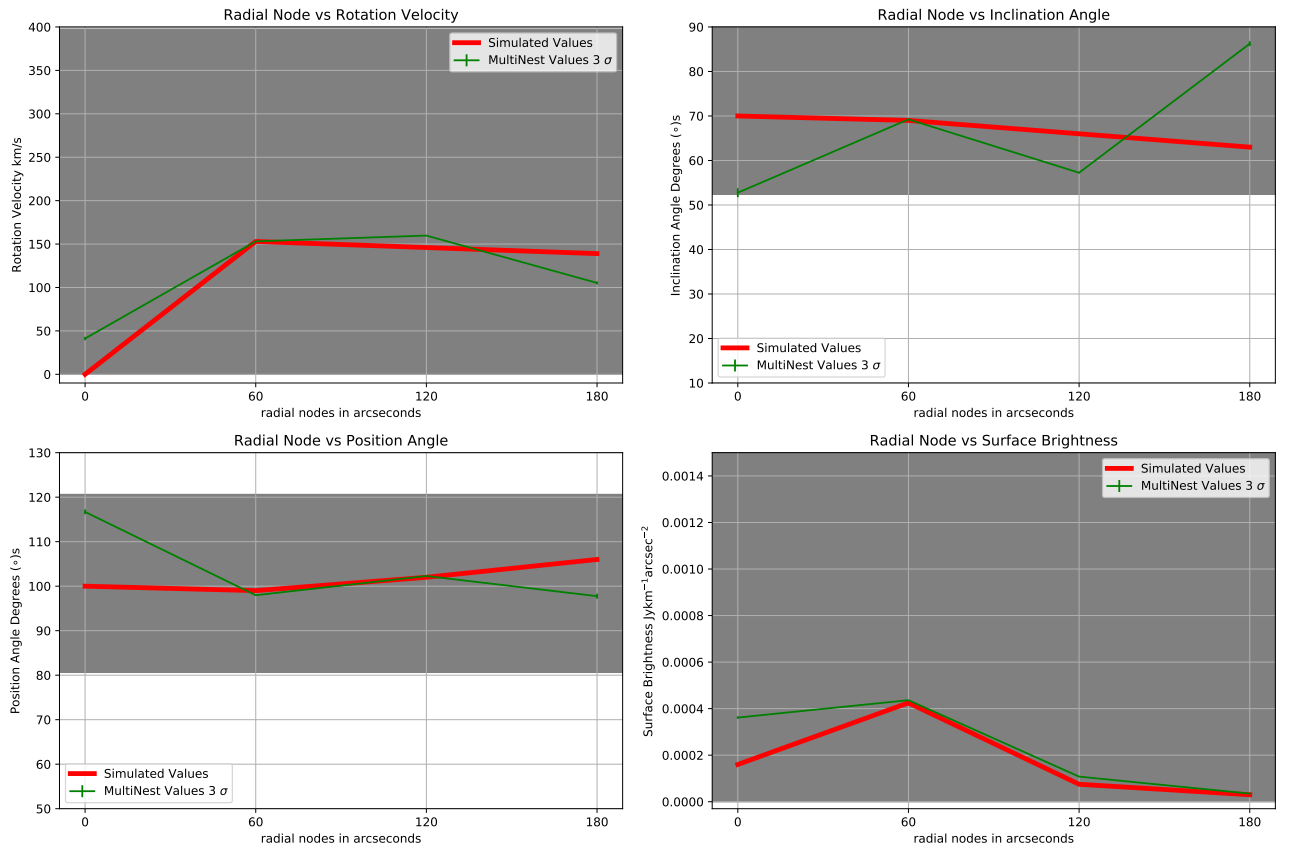 Radial Node vs Rotation Velocity
400
350
300
250
200
150
100
50
0
Rotation Velocity km/s
Simulated Values
MultiNest Values 3 σ
0 60 120 180
radial nodes in arcseconds
Radial Node vs Inclination Angle
90
80
70
60
50
40
30
20
10
Inclination Angle Degrees (∘)s
Simulated Values
MultiNest Values 3 σ
0 60 120 180
radial nodes in arcseconds
Radial Node vs Position Angle
130
120
110
100
90
80
70
60
50
Position Angle Degrees (∘)s
Simulated Values
MultiNest Values 3 σ
0 60 120 180
radial nodes in arcseconds
Radial Node vs Surface Brightness
0.0014
0.0012
0.0010
0.0008
0.0006
0.0004
0.0002
0.0000
Surface Brightness Jykm⁻¹arcsec⁻²
Simulated Values
MultiNest Values 3 σ
0 60 120 180
radial nodes in arcseconds